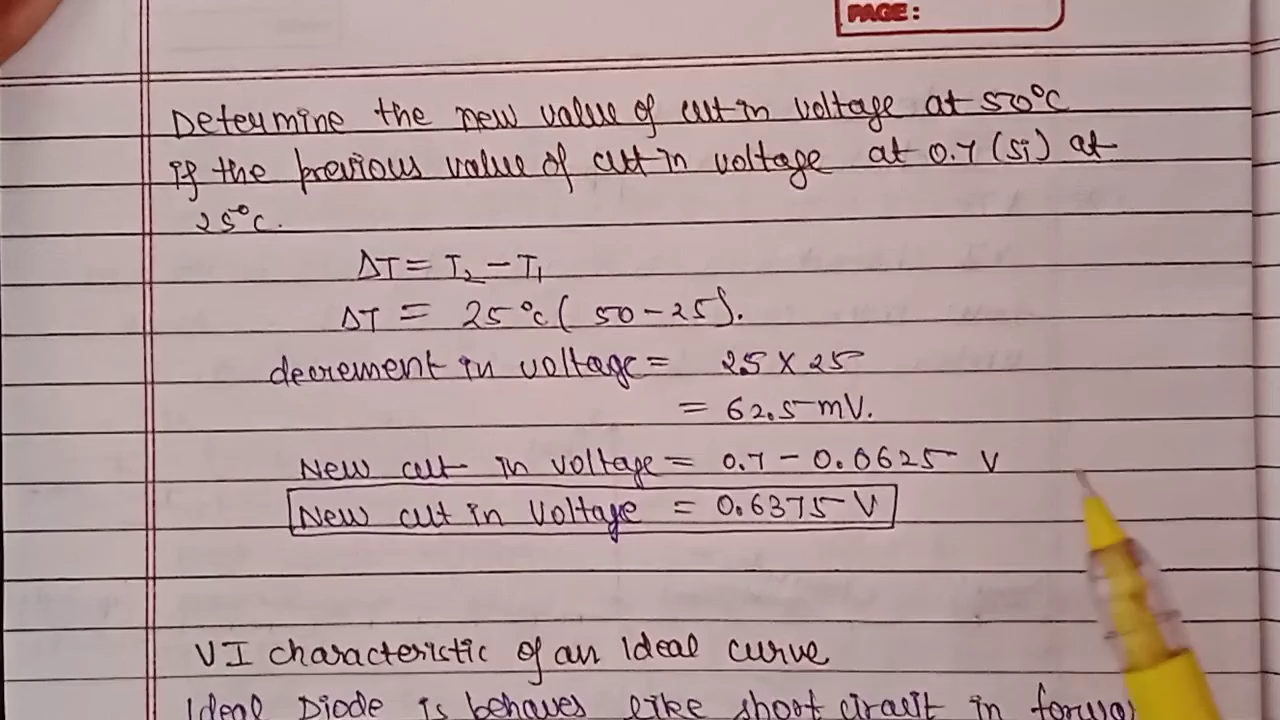 PAGE:
Determine the new value of cut in voltage at 50°C
if the previous value of cut in voltage at 0.7 (Si) at
25°C.
ΔT = T₂ - T₁
ΔT = 25°C ( 50 - 25).
decrement in voltage = 2.5 x 25
= 62.5 mV.
New cut in voltage = 0.7 - 0.0625 V
New cut in Voltage = 0.6375 V
VI characteristic of an Ideal curve
Ideal Diode is behaves like short circuit in forwar